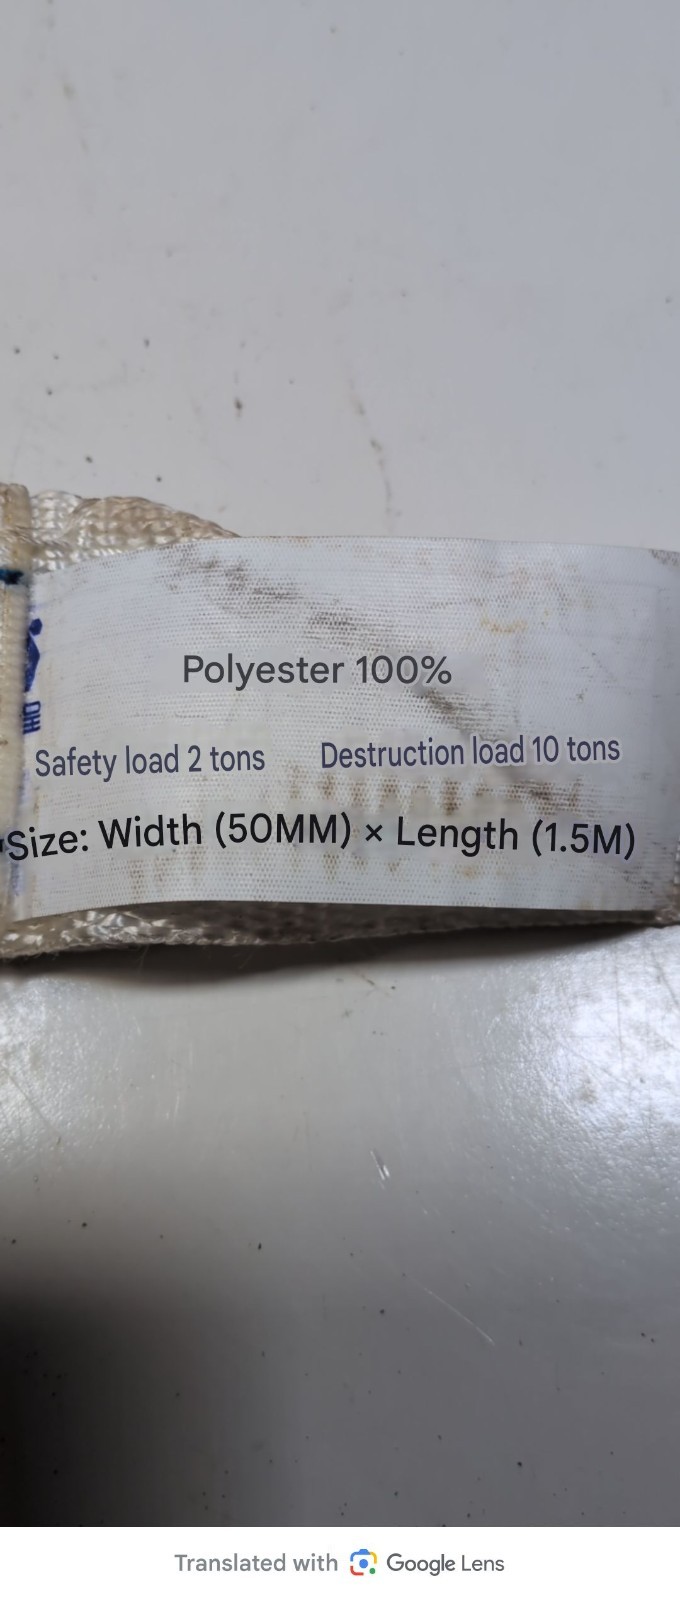 Polyester 100%
Safety load 2 tons Destruction load 10 tons
Size: Width (50MM) × Length (1.5M)
Translated with Google Lens